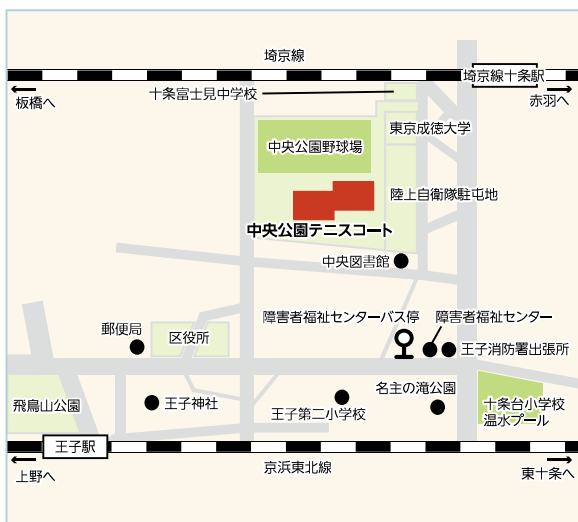 埼京線
埼京線十条駅
板橋へ
十条富士見中学校
赤羽へ
東京成徳大学
中央公園野球場
陸上自衛隊駐屯地
中央公園テニスコート
中央図書館
障害者福祉センターバス停
障害者福祉センター
郵便局
区役所
王子消防署出張所
飛鳥山公園
王子神社
名主の滝公園
王子第二小学校
十条台小学校
温水プール
王子駅
上野へ
京浜東北線
東十条へ